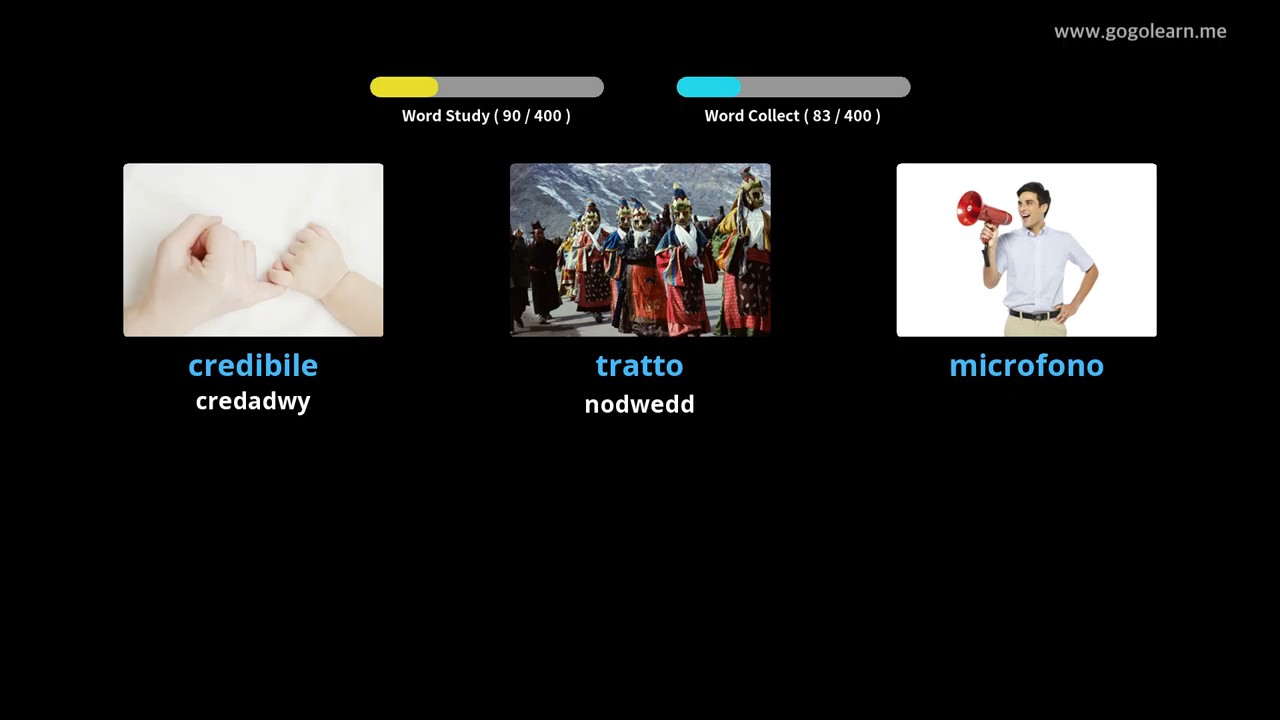 www.gogolearn.me
Word Study ( 90 / 400 )
Word Collect ( 83 / 400 )
credibile
credadwy
tratto
nodwedd
microfono